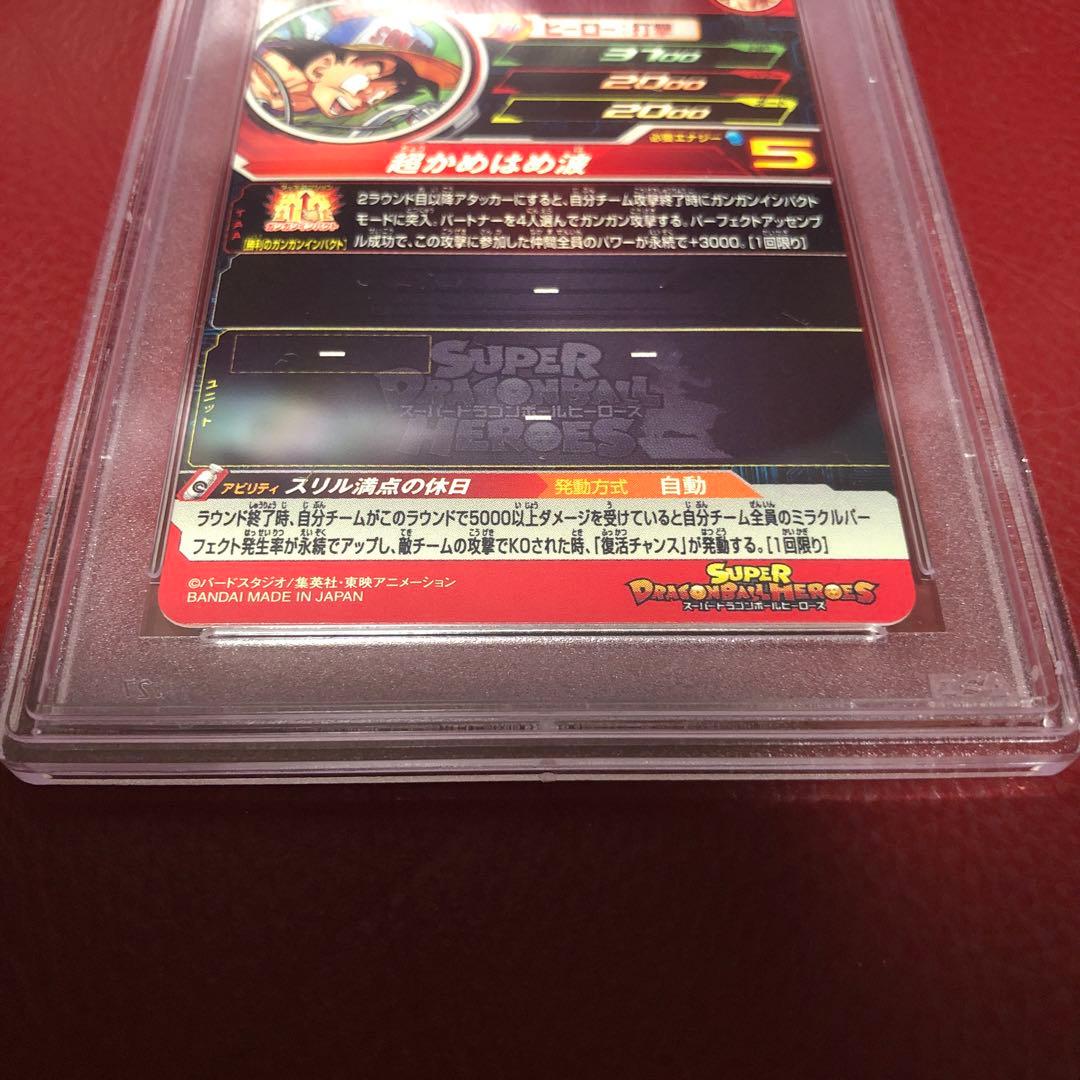 ヒーロー:打撃
3700
2000
2000
必要エナジー 5
超かめはめ波
2ラウンド目以降アタッカーにすると、自分チーム攻撃終了時にガンガンインパクト
モードに突入。パートナーを4人選んでガンガン攻撃する。パーフェクトアッセンブ
ル成功で、この攻撃に参加した仲間全員のパワーが永続で+3000。[1回限り]
[勝利のガンガンインパクト]
-
- -
-
ユニット
SUPER
DRAGONBALL
スーパードラゴンボールヒーローズ
HEROES
アビリティ スリル満点の休日 発動方式 自動
ラウンド終了時、自分チームがこのラウンドで5000以上ダメージを受けていると自分チーム全員のミラクルパー
フェクト発生率が永続でアップし、敵チームの攻撃でKOされた時、「復活チャンス」が発動する。[1回限り]
©バードスタジオ/集英社・東映アニメーション
BANDAI MADE IN JAPAN
SUPER
DRAGONBALL HEROES
スーパードラゴンボールヒーローズ